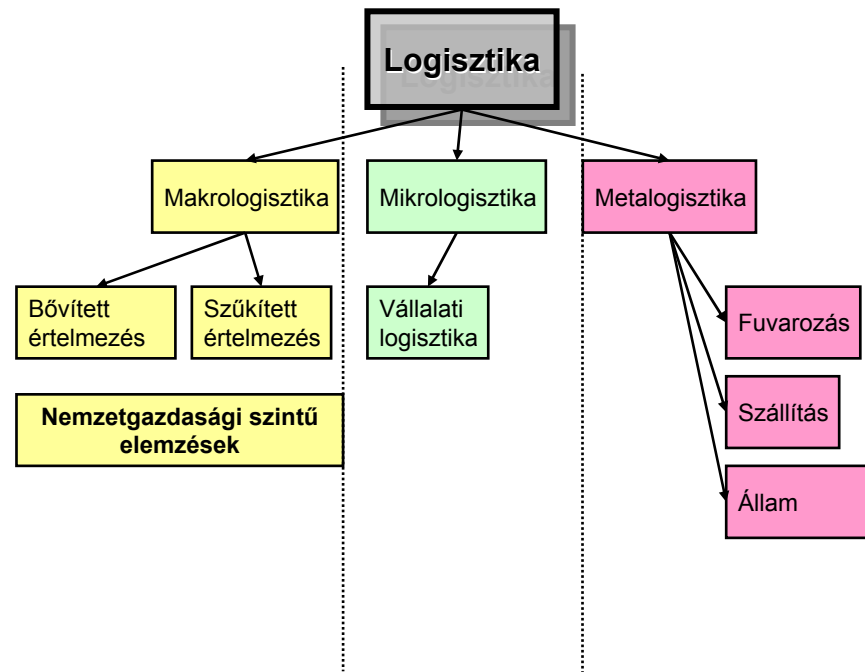 Logisztika
Makrologisztika
Mikrologisztika
Metalogisztika
Bővített
értelmezés
Szűkített
értelmezés
Vállalati
logisztika
Fuvarozás
Nemzetgazdasági szintű
elemzések
Szállítás
Állam